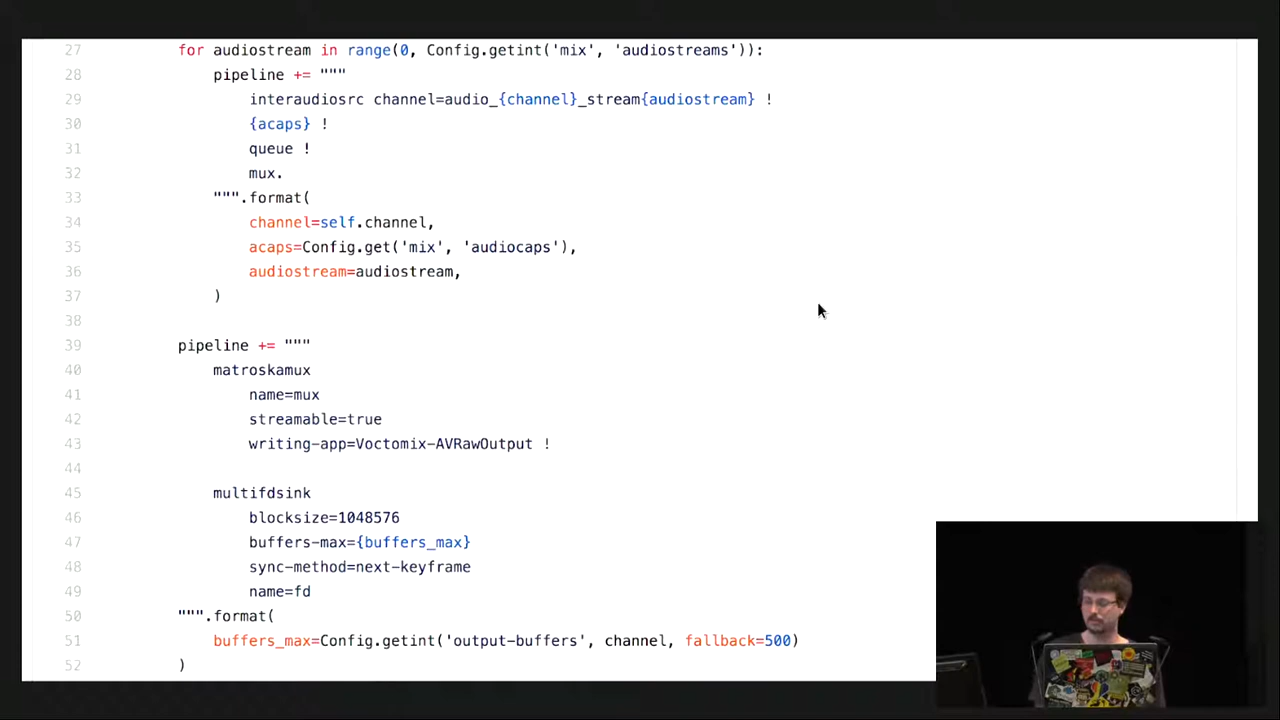 27 for audiostream in range(0, Config.getint('mix', 'audiostreams')):
28 pipeline += """
29 interaudiosrc channel=audio_{channel}_stream{audiostream} !
30 {acaps} !
31 queue !
32 mux.
33 """.format(
34 channel=self.channel,
35 acaps=Config.get('mix', 'audiocaps'),
36 audiostream=audiostream,
37 )
38
39 pipeline += """
40 matroskamux
41 name=mux
42 streamable=true
43 writing-app=Voctomix-AVRawOutput !
44
45 multifdsink
46 blocksize=1048576
47 buffers-max={buffers_max}
48 sync-method=next-keyframe
49 name=fd
50 """.format(
51 buffers_max=Config.getint('output-buffers', channel, fallback=500)
52 )